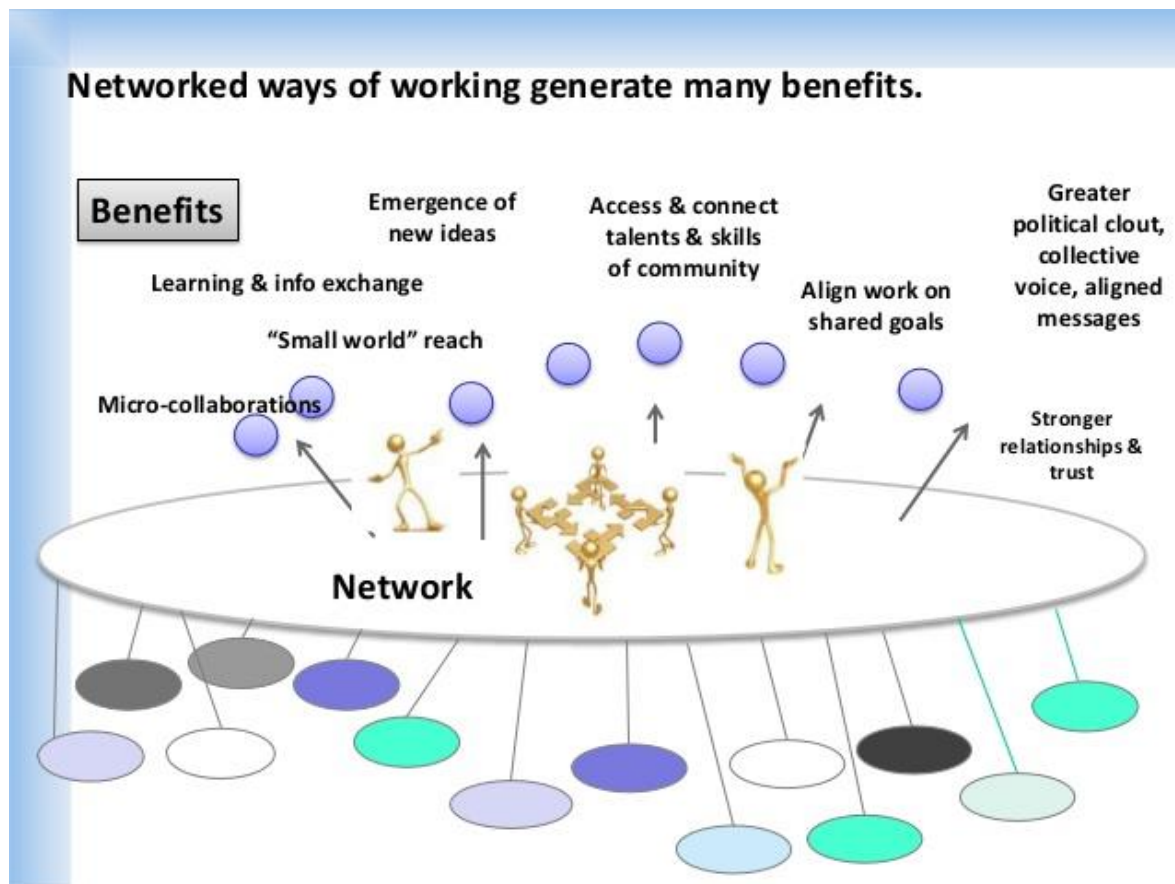 Networked ways of working generate many benefits.
Benefits
Emergence of
new ideas
Access & connect
talents & skills
of community
Greater
political clout,
collective
voice, aligned
messages
Learning & info exchange
Align work on
shared goals
“Small world” reach
Micro-collaborations
Stronger
relationships &
trust
Network